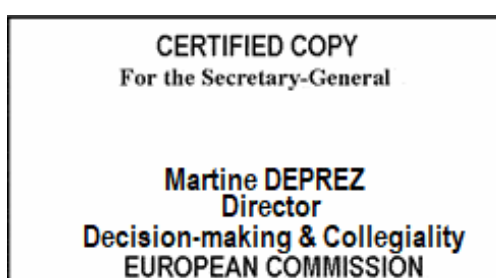 CERTIFIED COPY
For the Secretary-General
Martine DEPREZ
Director
Decision-making & Collegiality
EUROPEAN COMMISSION